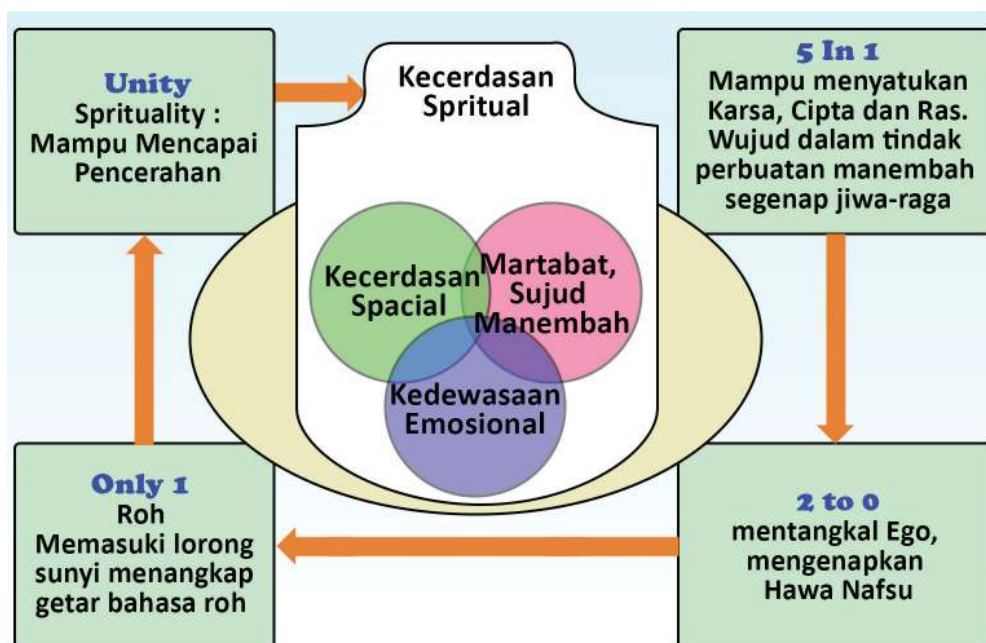 Unity
Sprituality :
Mampu Mencapai
Pencerahan
Kecerdasan
Spritual
5 In 1
Mampu menyatukan
Karsa, Cipta dan Ras.
Wujud dalam tindak
perbuatan manembah
segenap jiwa-raga
Kecerdasan
Spacial
Martabat,
Sujud
Manembah
Kedewasaan
Emosional
Only 1
Roh
Memasuki lorong
sunyi menangkap
getar bahasa roh
2 to 0
mentangkal Ego,
mengenapkan
Hawa Nafsu